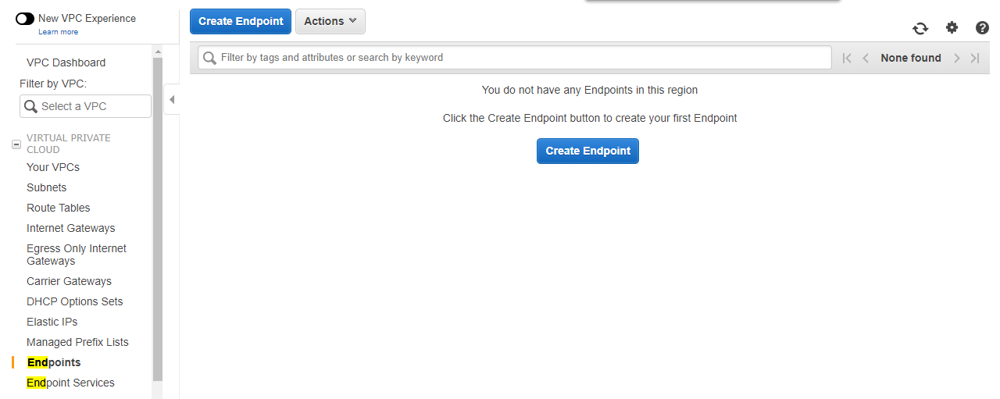 New VPC Experience
Learn more
VPC Dashboard
Filter by VPC:
Select a VPC
VIRTUAL PRIVATE
CLOUD
Your VPCs
Subnets
Route Tables
Internet Gateways
Egress Only Internet
Gateways
Carrier Gateways
DHCP Options Sets
Elastic IPs
Managed Prefix Lists
Endpoints
Endpoint Services
Create Endpoint Actions
Filter by tags and attributes or search by keyword
None found
You do not have any Endpoints in this region
Click the Create Endpoint button to create your first Endpoint
Create Endpoint